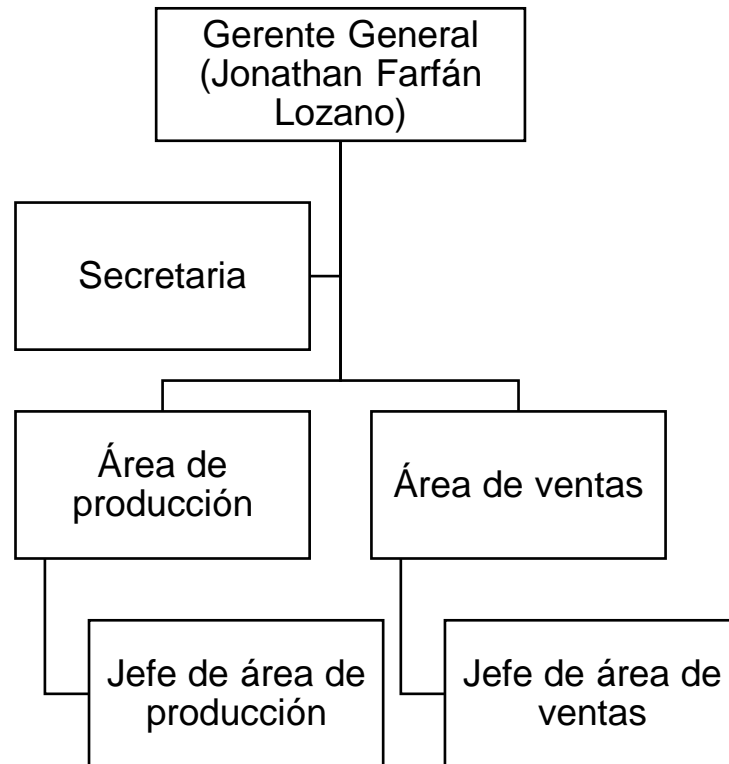 Gerente General
(Jonathan Farfán
Lozano)
Secretaria
Área de
producción
Área de ventas
Jefe de área de
producción
Jefe de área de
ventas